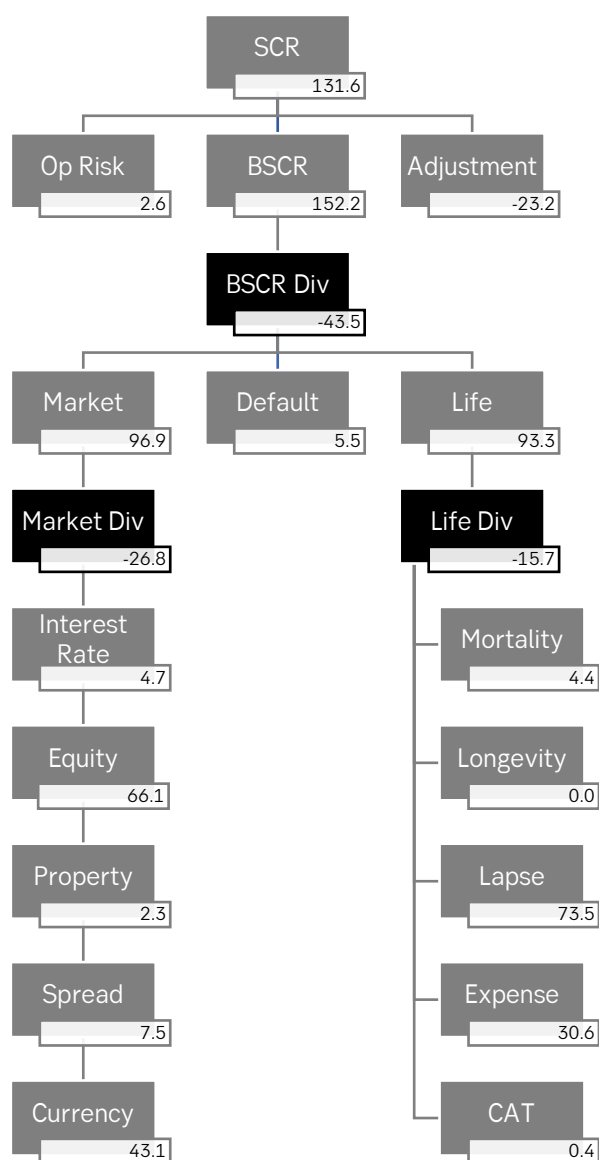 SCR
131.6
Op Risk
2.6
BSCR
152.2
Adjustment
-23.2
BSCR Div
-43.5
Market
96.9
Default
5.5
Life
93.3
Market Div
-26.8
Life Div
-15.7
Interest
Rate
4.7
Mortality
4.4
Equity
66.1
Longevity
0.0
Property
2.3
Lapse
73.5
Spread
7.5
Expense
30.6
Currency
43.1
CAT
0.4